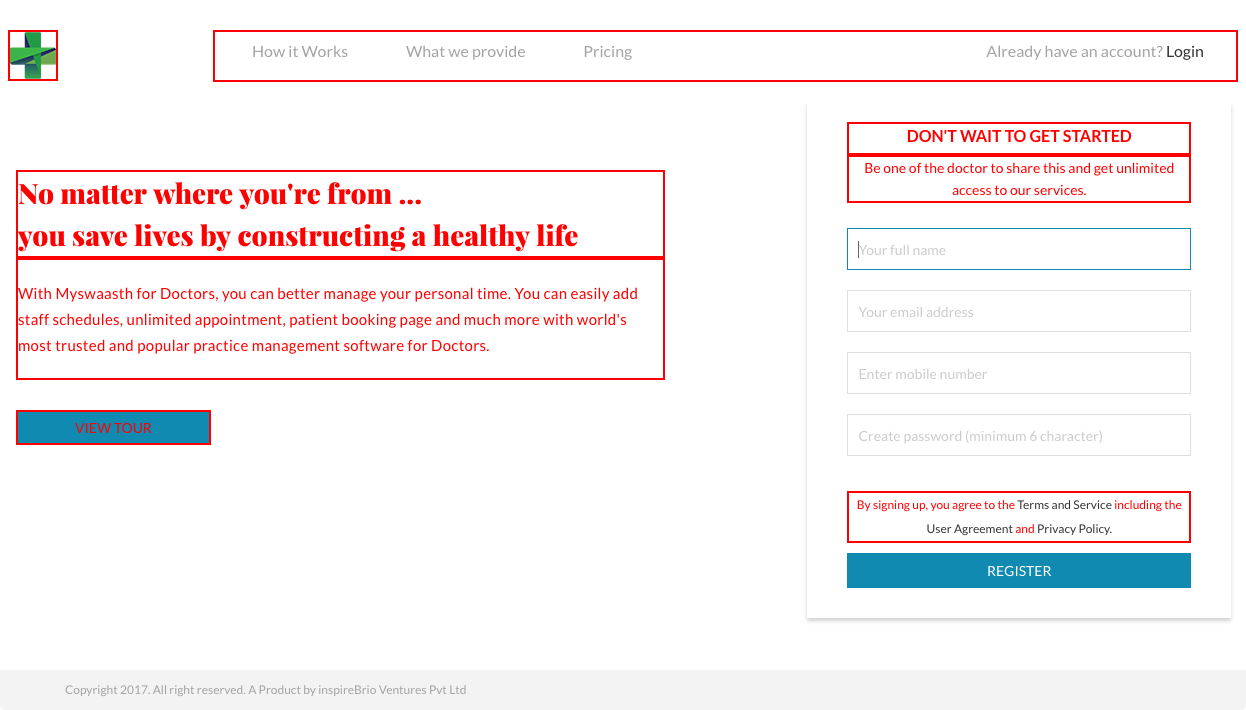 How it Works What we provide Pricing Already have an account? Login
No matter where you're from ...
you save lives by constructing a healthy life
With Myswaasth for Doctors, you can better manage your personal time. You can easily add
staff schedules, unlimited appointment, patient booking page and much more with world's
most trusted and popular practice management software for Doctors.
VIEW TOUR
DON'T WAIT TO GET STARTED
Be one of the doctor to share this and get unlimited
access to our services.
Your full name
Your email address
Enter mobile number
Create password (minimum 6 character)
By signing up, you agree to the Terms and Service including the
User Agreement and Privacy Policy.
REGISTER
Copyright 2017. All right reserved. A Product by inspireBrio Ventures Pvt Ltd